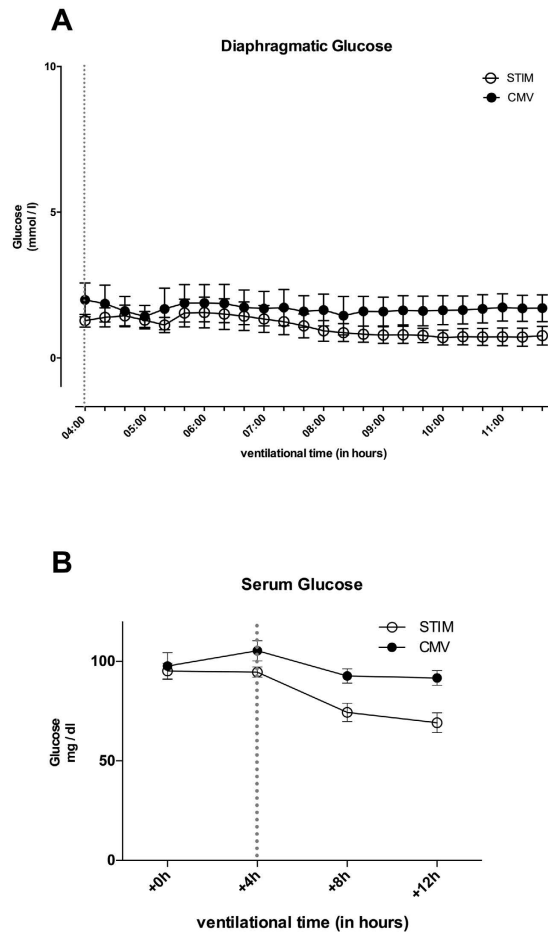 A
Diaphragmatic Glucose
10
5
0
Glucose
(mmol / l)
STIM
CMV
04:00
05:00
06:00
07:00
08:00
09:00
10:00
11:00
ventilational time (in hours)
B
Serum Glucose
STIM
CMV
100
50
0
Glucose
mg / dl
+0h
+4h
+8h
+12h
ventilational time (in hours)